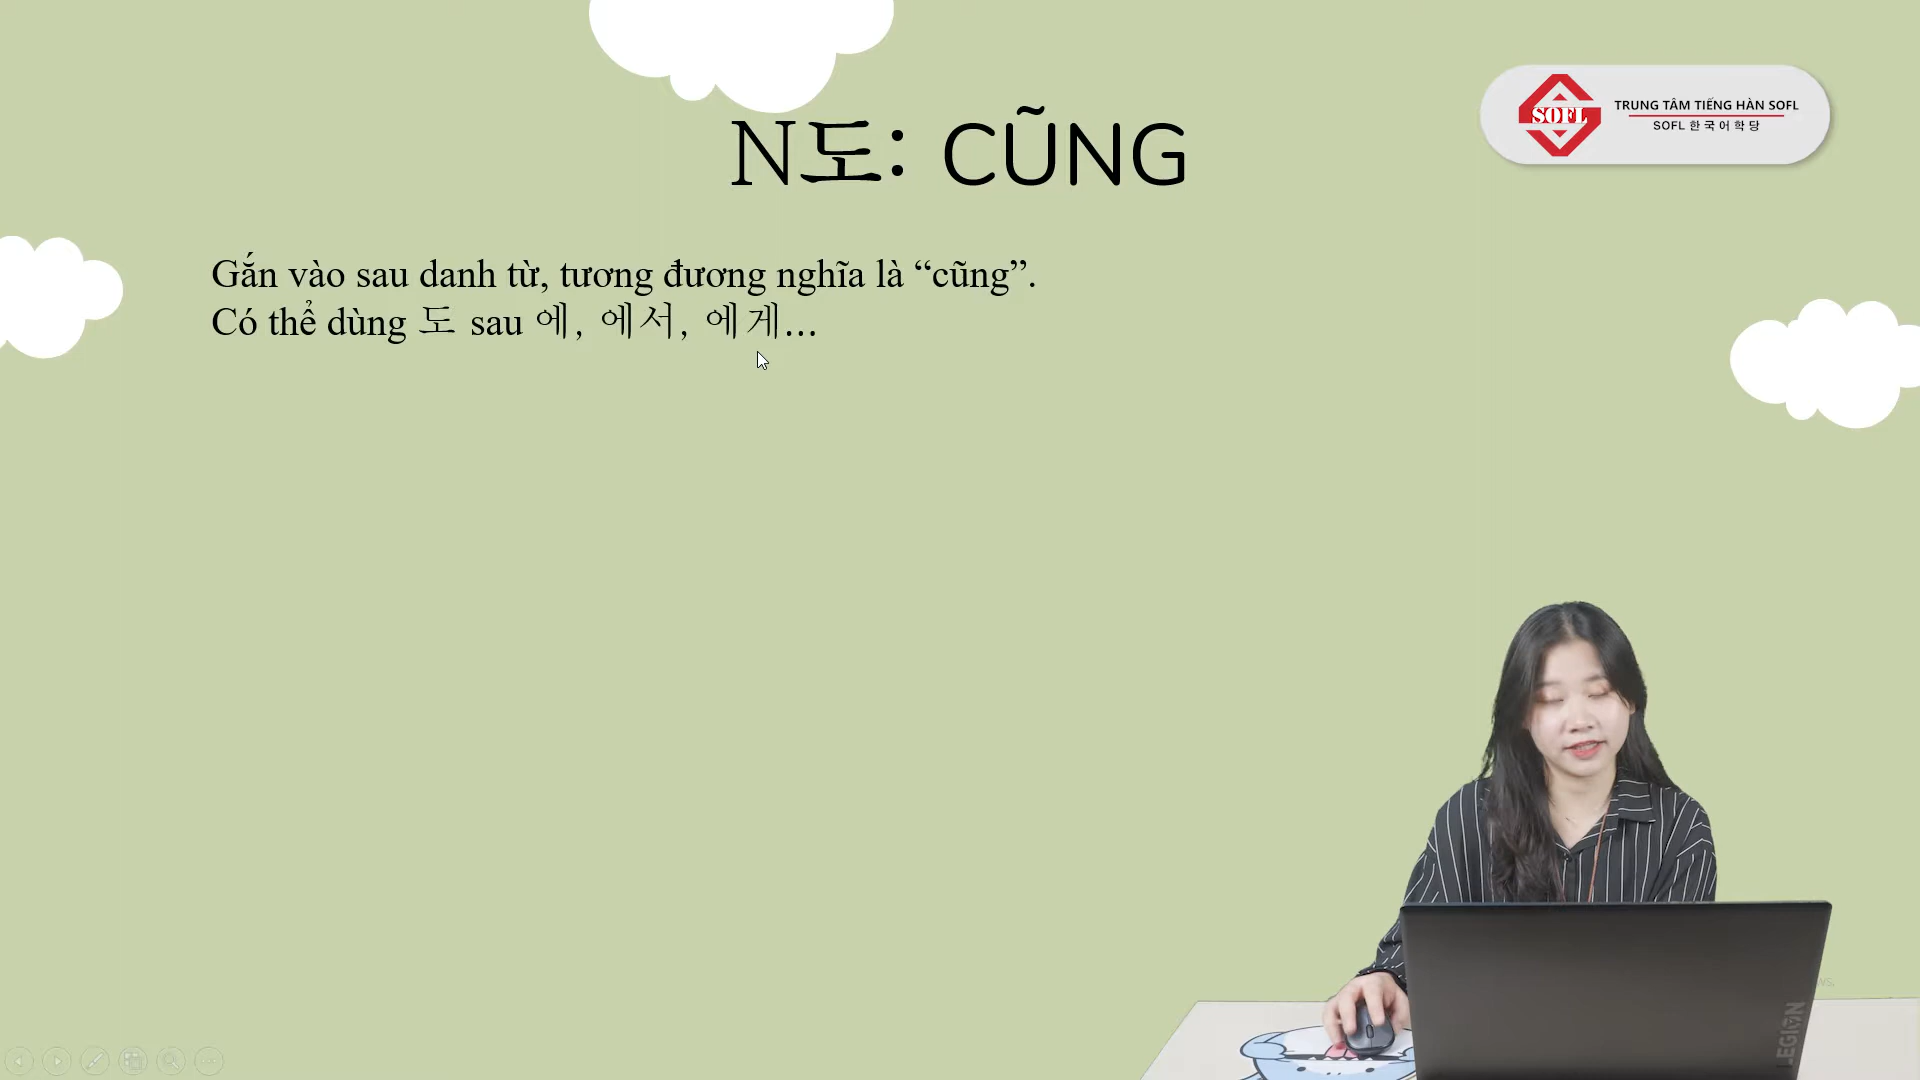 N도: CŨNG
TRUNG TÂM TIẾNG HÀN SOFL
SOFL 한국어학당
SOFL
Gắn vào sau danh từ, tương đương nghĩa là “cũng”.
Có thể dùng 도 sau 에, 에서, 에게...
LEGION